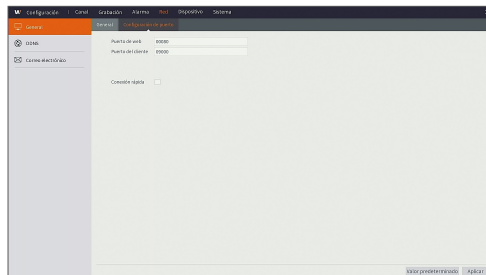 W Configuración | Canal Grabación Alarma Red Dispositivo Sistema
General
General Configuración de puerto
DDNS
Correo electrónico
Puerto de web 00080
Puerto del cliente 09000
Conexión rápida
Valor predeterminado Aplicar